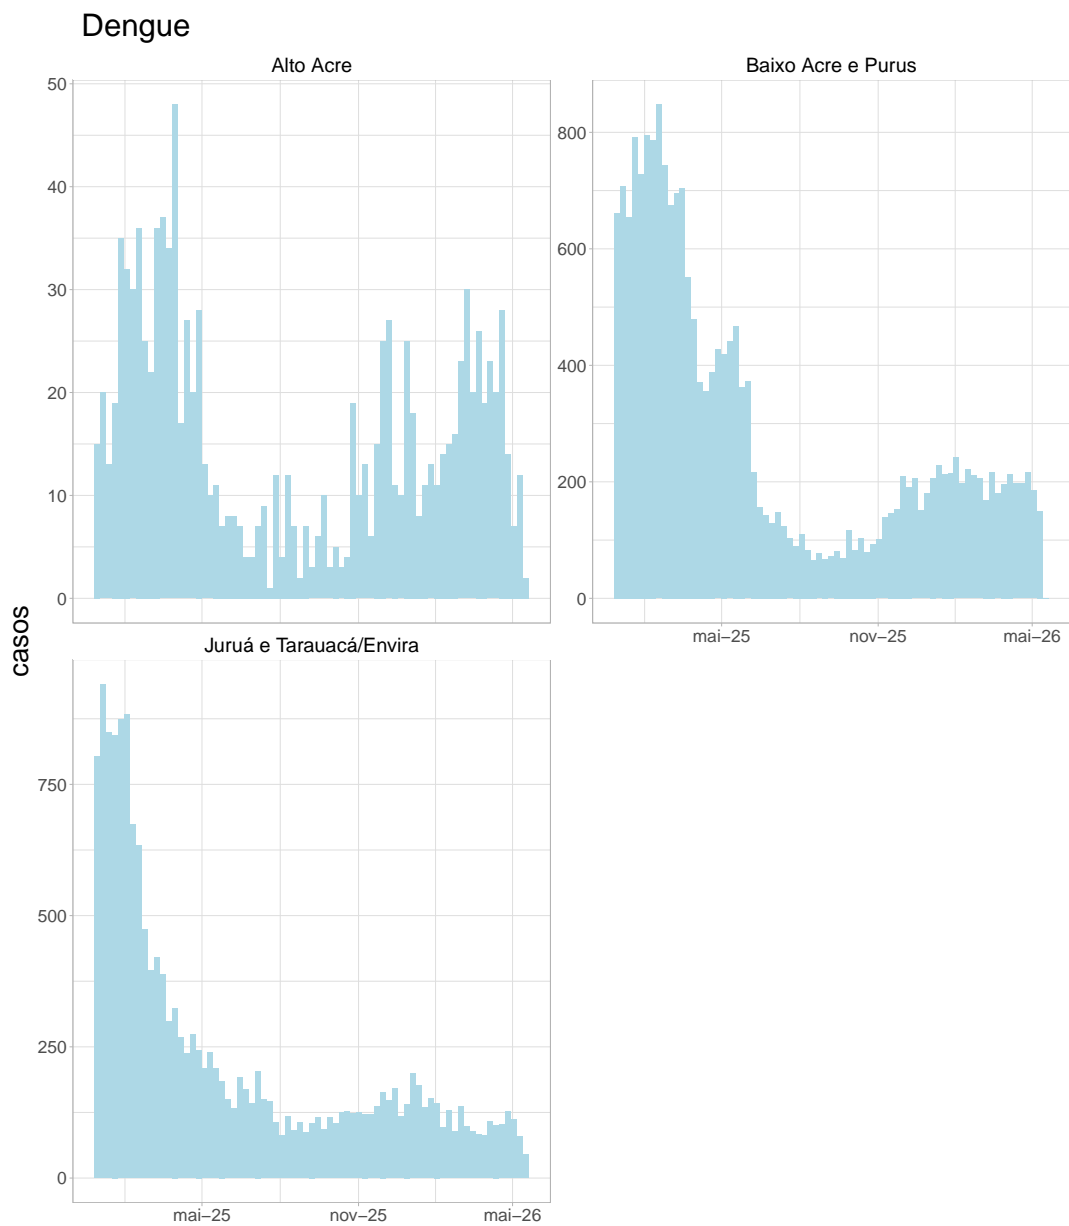 Dengue
Alto Acre
50
40
30
20
10
0
Baixo Acre e Purus
800
600
400
200
0
mai–25 nov–25 mai–26
casos
Juruá e Tarauacá/Envira
750
500
250
0
mai–25 nov–25 mai–26